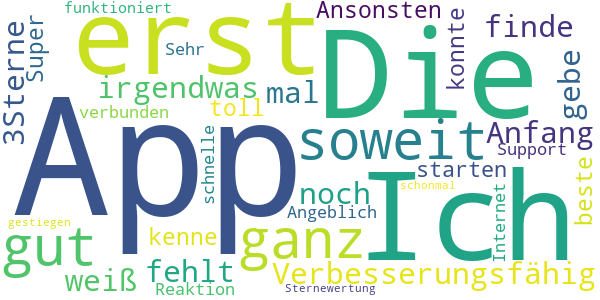 funktioniert
Ansonsten
erst
Die
Sehr
Super
3Sterne
konnte
finde
irgendwas
mal
gebe
App
toll
verbunden
soweit
Anfang
Support
schnelle
starten
beste
Ich
noch
schonmal
Internet
Angeblich
gestiegen
gut
kenne
ganz
weiß
fehlt
Verbesserungsfähig
Reaktion
Sternewertung